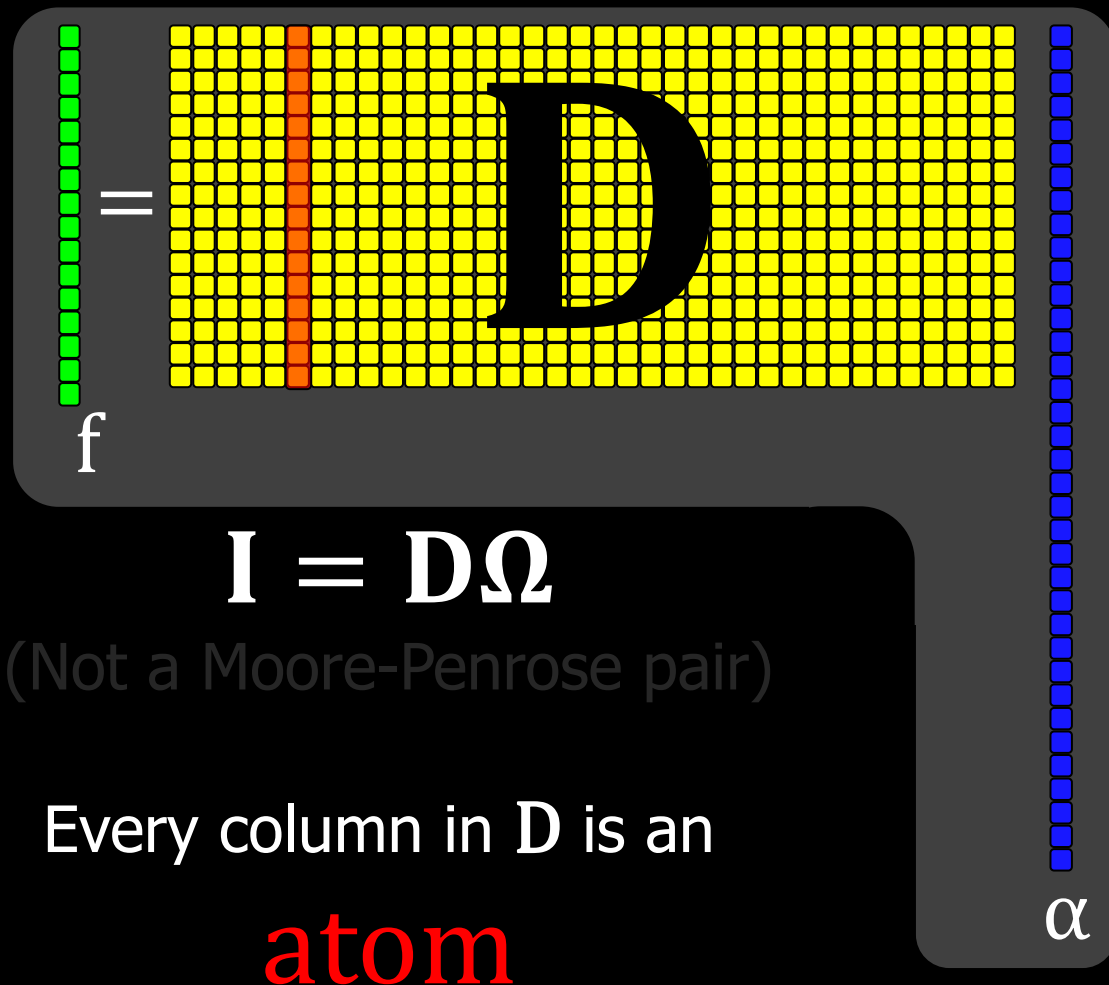 =
D
f
I = DΩ
(Not a Moore-Penrose pair)
Every column in D is an
atom
α